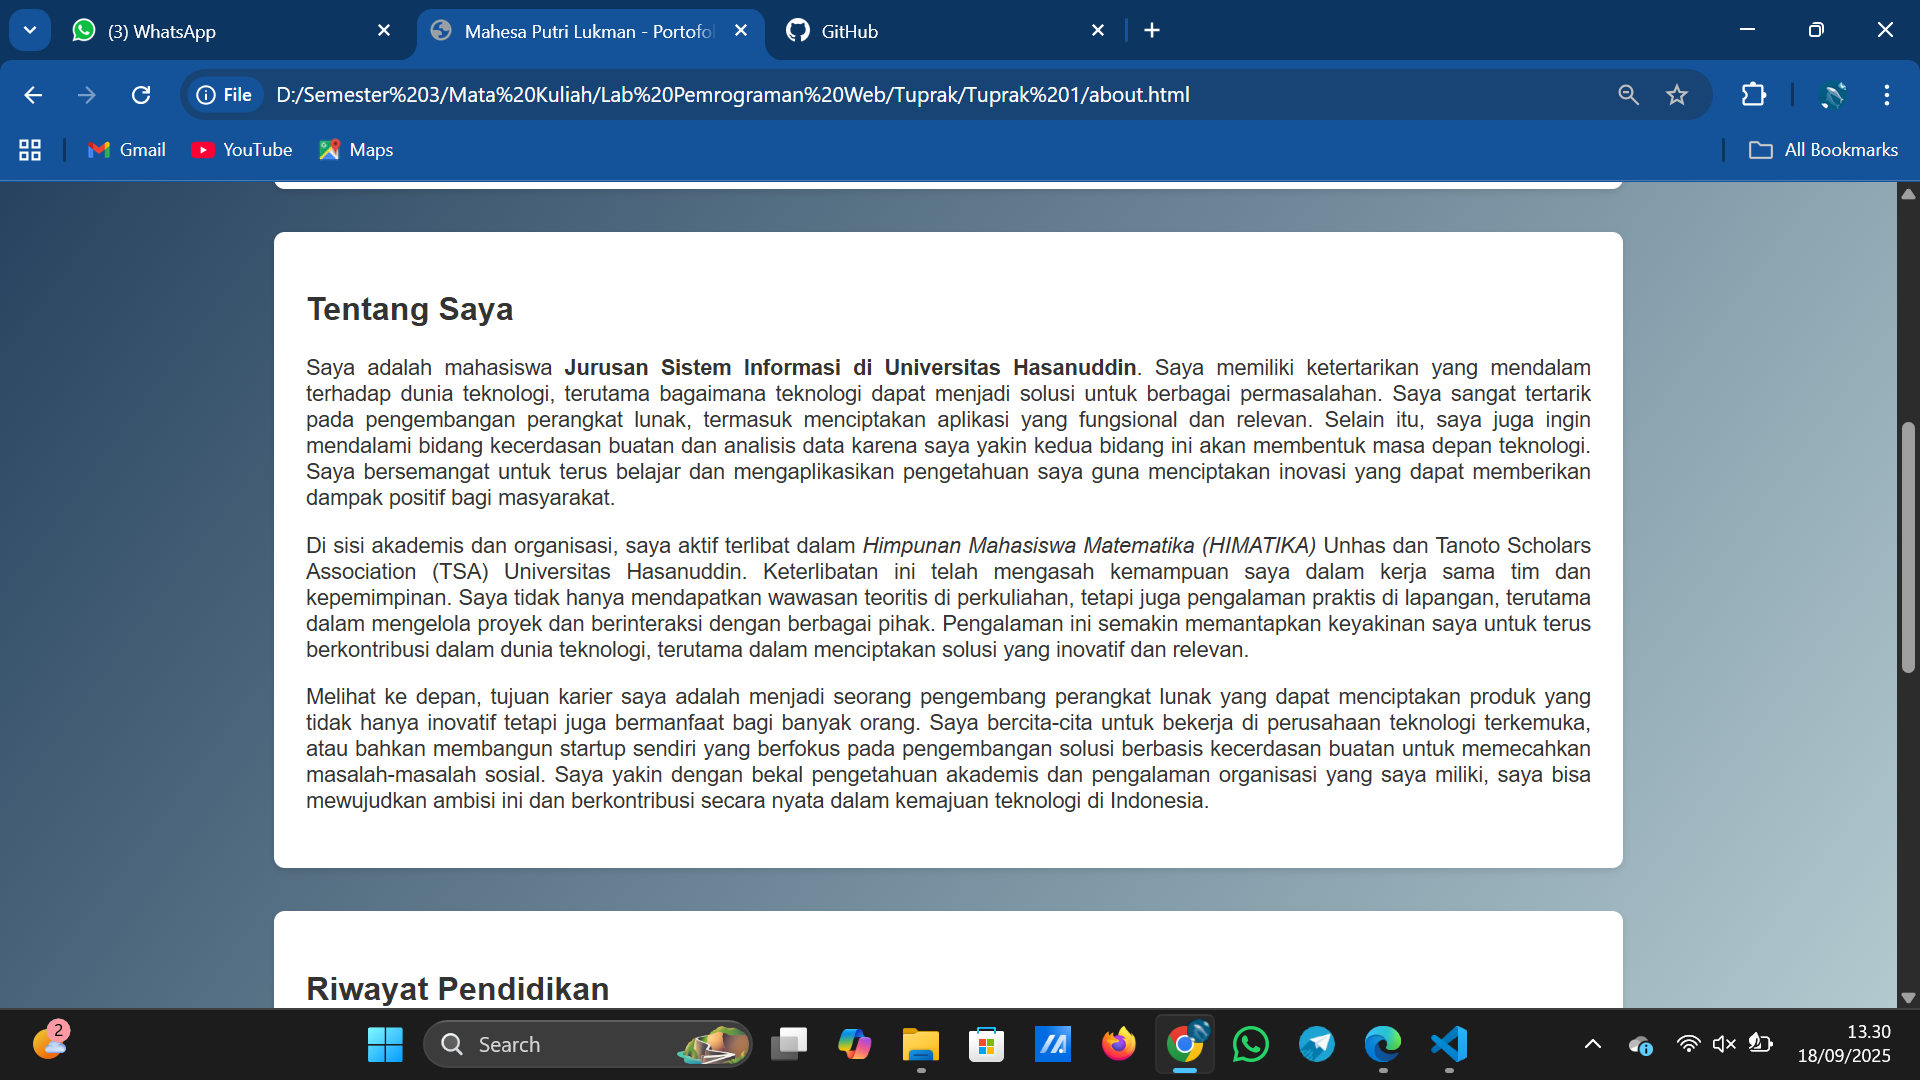 (3) WhatsApp
Mahesa Putri Lukman - Portofol
GitHub
File
D:/Semester%203/Mata%20Kuliah/Lab%20Pemrograman%20Web/Tuprak/Tuprak%201/about.html
Gmail
YouTube
Maps
All Bookmarks
Tentang Saya
Saya adalah mahasiswa Jurusan Sistem Informasi di Universitas Hasanuddin. Saya memiliki ketertarikan yang mendalam
terhadap dunia teknologi, terutama bagaimana teknologi dapat menjadi solusi untuk berbagai permasalahan. Saya sangat tertarik
pada pengembangan perangkat lunak, termasuk menciptakan aplikasi yang fungsional dan relevan. Selain itu, saya juga ingin
mendalami bidang kecerdasan buatan dan analisis data karena saya yakin kedua bidang ini akan membentuk masa depan teknologi.
Saya bersemangat untuk terus belajar dan mengaplikasikan pengetahuan saya guna menciptakan inovasi yang dapat memberikan
dampak positif bagi masyarakat.
Di sisi akademis dan organisasi, saya aktif terlibat dalam Himpunan Mahasiswa Matematika (HIMATIKA) Unhas dan Tanoto Scholars
Association (TSA) Universitas Hasanuddin. Keterlibatan ini telah mengasah kemampuan saya dalam kerja sama tim dan
kepemimpinan. Saya tidak hanya mendapatkan wawasan teoritis di perkuliahan, tetapi juga pengalaman praktis di lapangan, terutama
dalam mengelola proyek dan berinteraksi dengan berbagai pihak. Pengalaman ini semakin memantapkan keyakinan saya untuk terus
berkontribusi dalam dunia teknologi, terutama dalam menciptakan solusi yang inovatif dan relevan.
Melihat ke depan, tujuan karier saya adalah menjadi seorang pengembang perangkat lunak yang dapat menciptakan produk yang
tidak hanya inovatif tetapi juga bermanfaat bagi banyak orang. Saya bercita-cita untuk bekerja di perusahaan teknologi terkemuka,
atau bahkan membangun startup sendiri yang berfokus pada pengembangan solusi berbasis kecerdasan buatan untuk memecahkan
masalah-masalah sosial. Saya yakin dengan bekal pengetahuan akademis dan pengalaman organisasi yang saya miliki, saya bisa
mewujudkan ambisi ini dan berkontribusi secara nyata dalam kemajuan teknologi di Indonesia.
Riwayat Pendidikan
2
Search
13.30
18/09/2025